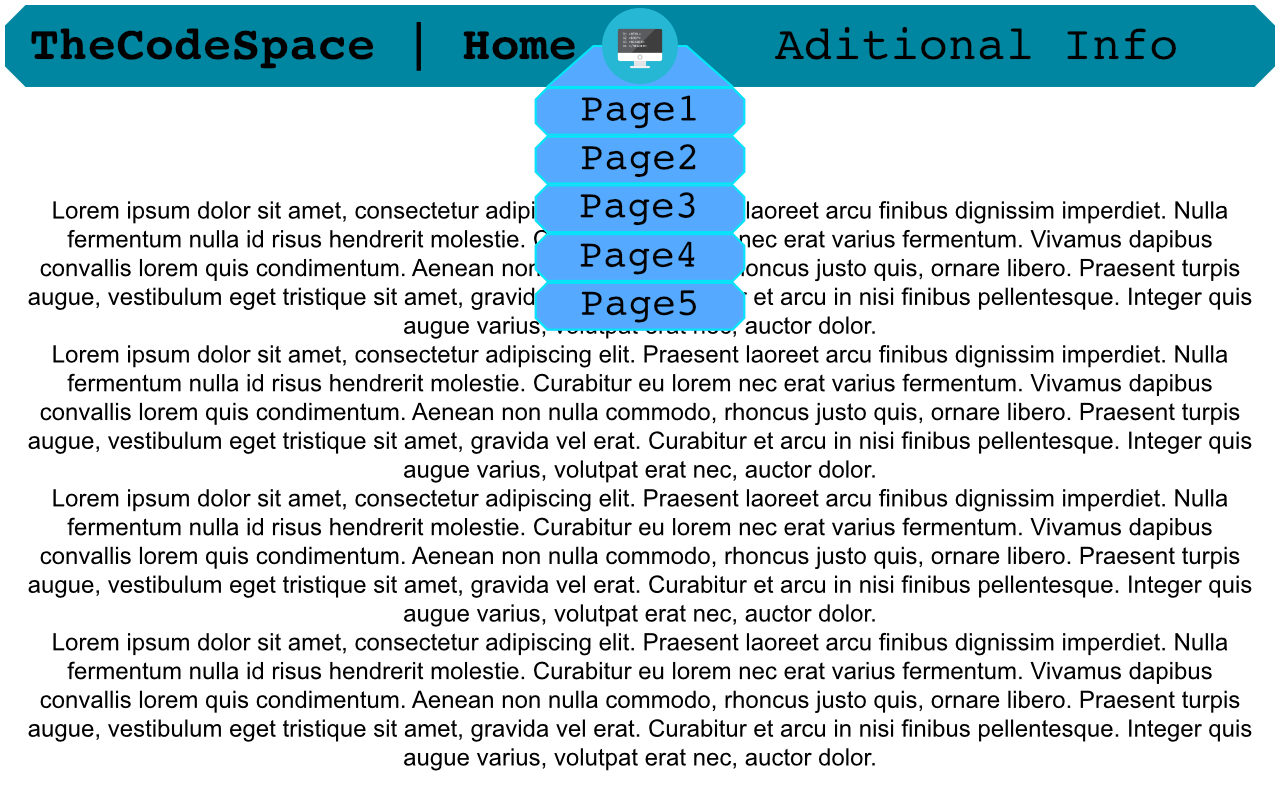 TheCodeSpace | Home
Aditional Info
Page1
Page2
Page3
Page4
Page5
Lorem ipsum dolor sit amet, consectetur laoreet arcu finibus dignissim imperdiet. Nulla
fermentum nulla id risus hendrerit molestie. nec erat varius fermentum. Vivamus dapibus
convallis lorem quis condimentum. Aenean justo quis, ornare libero. Praesent turpis
augue, vestibulum eget tristique sit amet, et arcu in nisi finibus pellentesque. Integer quis
augue varius, volutpat erat nec, auctor dolor.
Lorem ipsum dolor sit amet, consectetur adipiscing elit. Praesent laoreet arcu finibus dignissim imperdiet. Nulla
fermentum nulla id risus hendrerit molestie. Curabitur eu lorem nec erat varius fermentum. Vivamus dapibus
convallis lorem quis condimentum. Aenean non nulla commodo, rhoncus justo quis, ornare libero. Praesent turpis
augue, vestibulum eget tristique sit amet, gravida vel erat. Curabitur et arcu in nisi finibus pellentesque. Integer quis
augue varius, volutpat erat nec, auctor dolor.
Lorem ipsum dolor sit amet, consectetur adipiscing elit. Praesent laoreet arcu finibus dignissim imperdiet. Nulla
fermentum nulla id risus hendrerit molestie. Curabitur eu lorem nec erat varius fermentum. Vivamus dapibus
convallis lorem quis condimentum. Aenean non nulla commodo, rhoncus justo quis, ornare libero. Praesent turpis
augue, vestibulum eget tristique sit amet, gravida vel erat. Curabitur et arcu in nisi finibus pellentesque. Integer quis
augue varius, volutpat erat nec, auctor dolor.
Lorem ipsum dolor sit amet, consectetur adipiscing elit. Praesent laoreet arcu finibus dignissim imperdiet. Nulla
fermentum nulla id risus hendrerit molestie. Curabitur eu lorem nec erat varius fermentum. Vivamus dapibus
convallis lorem quis condimentum. Aenean non nulla commodo, rhoncus justo quis, ornare libero. Praesent turpis
augue, vestibulum eget tristique sit amet, gravida vel erat. Curabitur et arcu in nisi finibus pellentesque. Integer quis
augue varius, volutpat erat nec, auctor dolor.